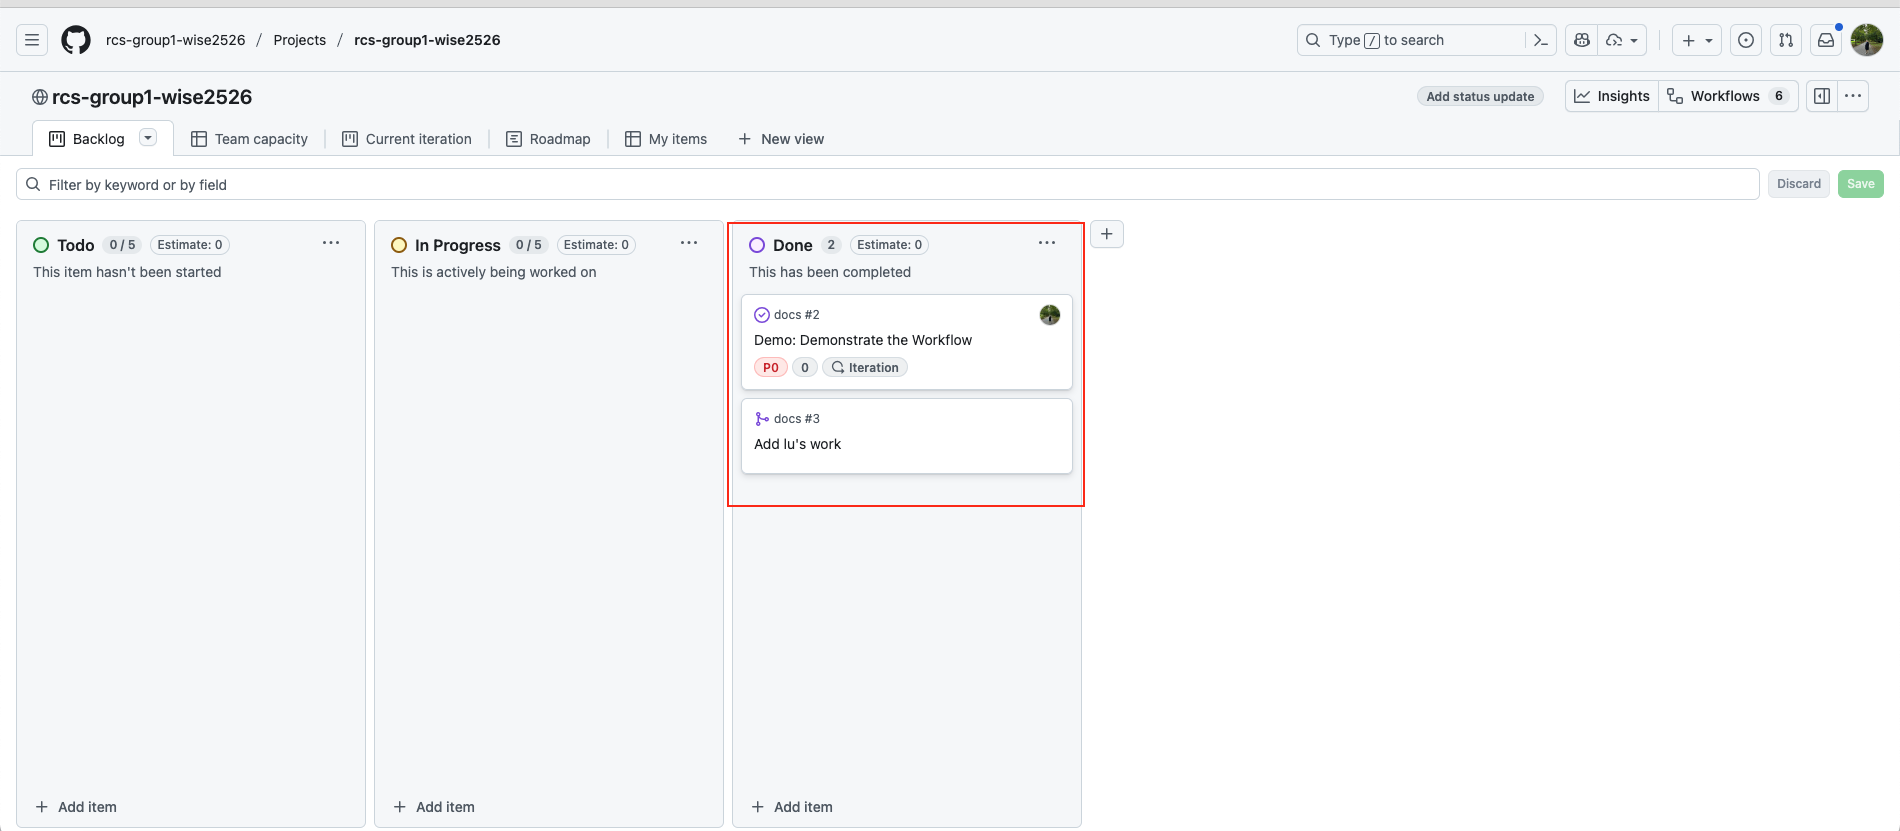 rcs-group1-wise2526 / Projects / rcs-group1-wise2526
Type / to search
rcs-group1-wise2526
Add status update
Insights
Workflows 6
Backlog
Team capacity
Current iteration
Roadmap
My items
New view
Filter by keyword or by field
Discard
Save
Todo 0 / 5 Estimate: 0
This item hasn't been started
Add item
In Progress 0 / 5 Estimate: 0
This is actively being worked on
Add item
Done 2 Estimate: 0
This has been completed
docs #2
Demo: Demonstrate the Workflow
P0 0 Iteration
docs #3
Add lu's work
Add item